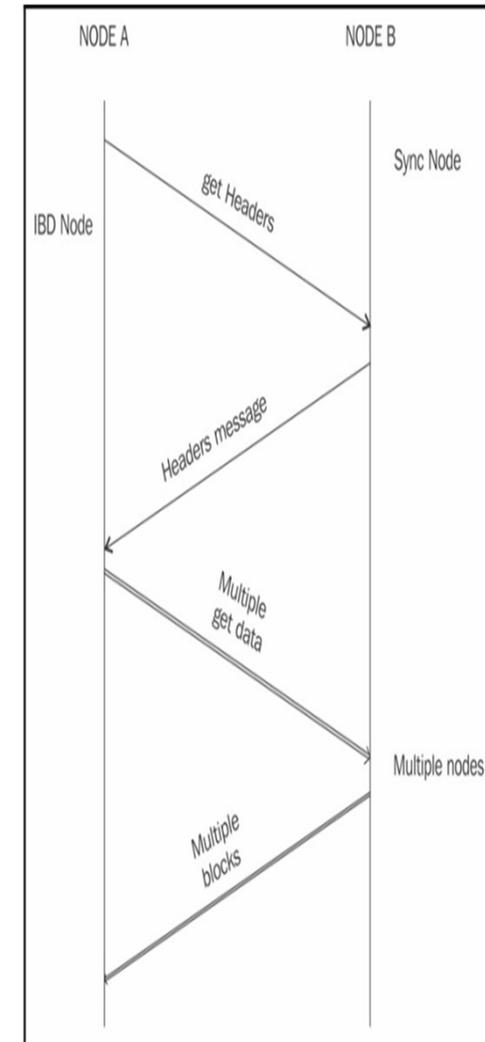 NODE A
NODE B
Sync Node
get Headers
IBD Node
Headers message
Multiple
get data
Multiple nodes
Multiple
blocks